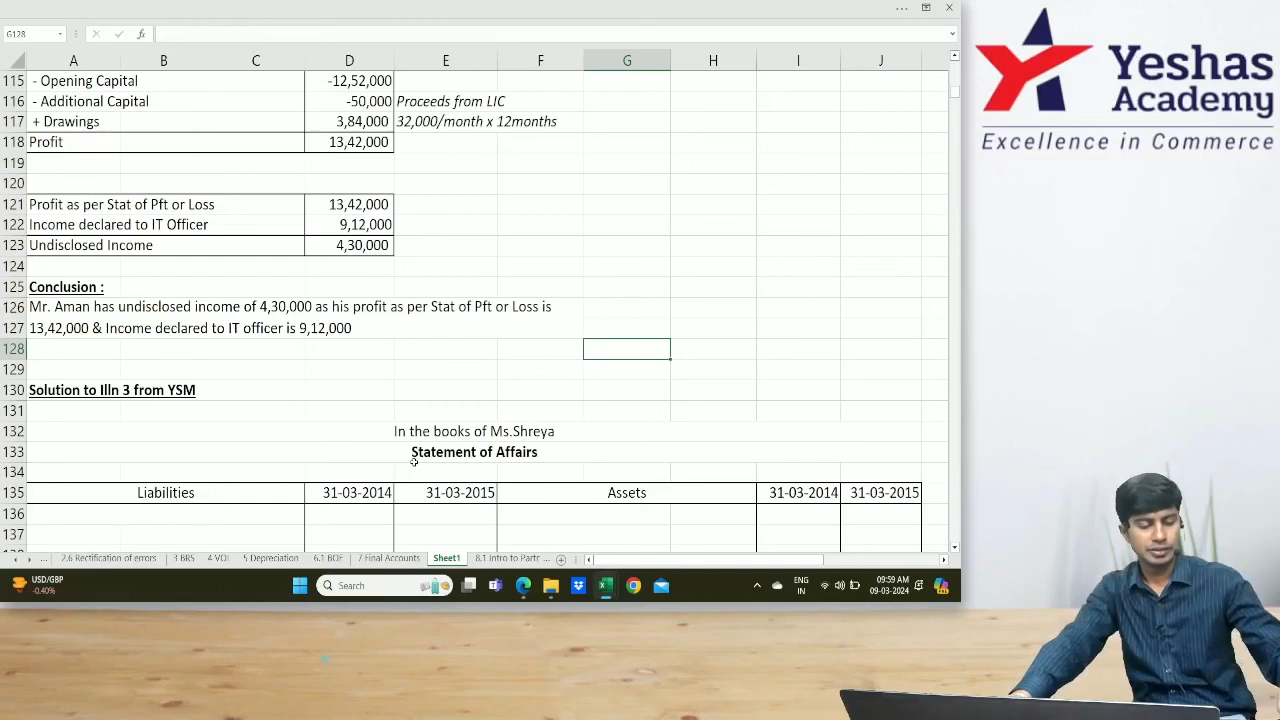 G128
fx
A B C D E F G H I J
115 - Opening Capital -12,52,000
116 - Additional Capital -50,000 Proceeds from LIC
117 + Drawings 3,84,000 32,000/month x 12months
118 Profit 13,42,000
119
120
121 Profit as per Stat of Pft or Loss 13,42,000
122 Income declared to IT Officer 9,12,000
123 Undisclosed Income 4,30,000
124
125 Conclusion :
126 Mr. Aman has undisclosed income of 4,30,000 as his profit as per Stat of Pft or Loss is
127 13,42,000 & Income declared to IT officer is 9,12,000
128
129
130 Solution to Illn 3 from YSM
131
132 In the books of Ms.Shreya
133 Statement of Affairs
134
135 Liabilities 31-03-2014 31-03-2015 Assets 31-03-2014 31-03-2015
136
137
... 2.6 Rectification of errors 3 BRS 4 VOI 5 Depreciation 6.1 BOE 7 Final Accounts Sheet1 8.1 Intro to Partr ...
USD/GBP
-0.40%
Search
ENG
IN
09:59 AM
09-03-2024
Yeshas
Academy
Excellence in Commerce